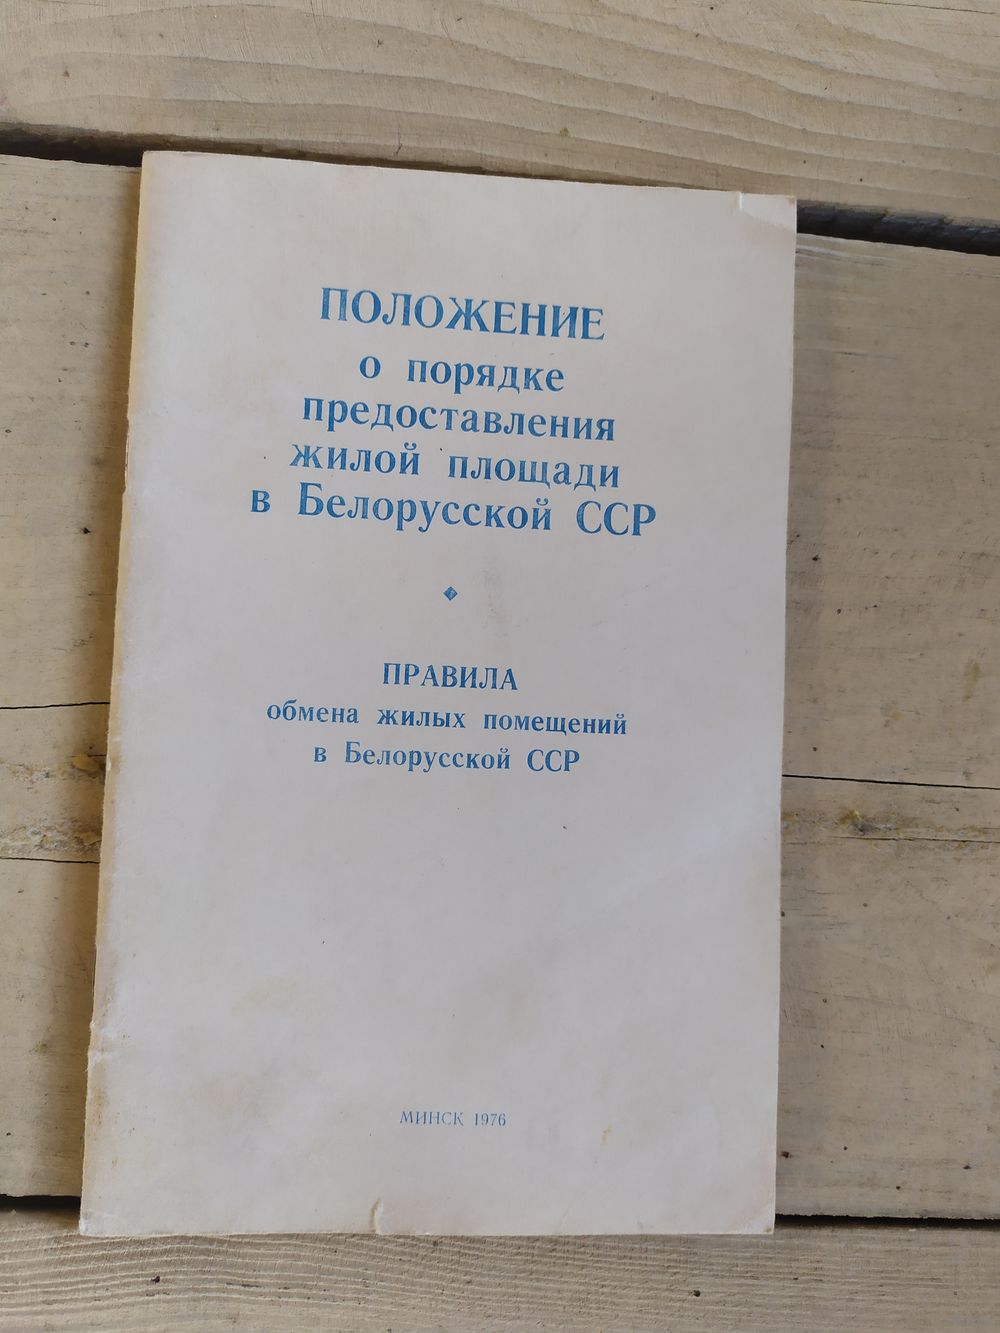 ПОЛОЖЕНИЕ
о порядке
предоставления
жилой площади
в Белорусской ССР
ПРАВИЛА
обмена жилых помещений
в Белорусской ССР
МИНСК 1976